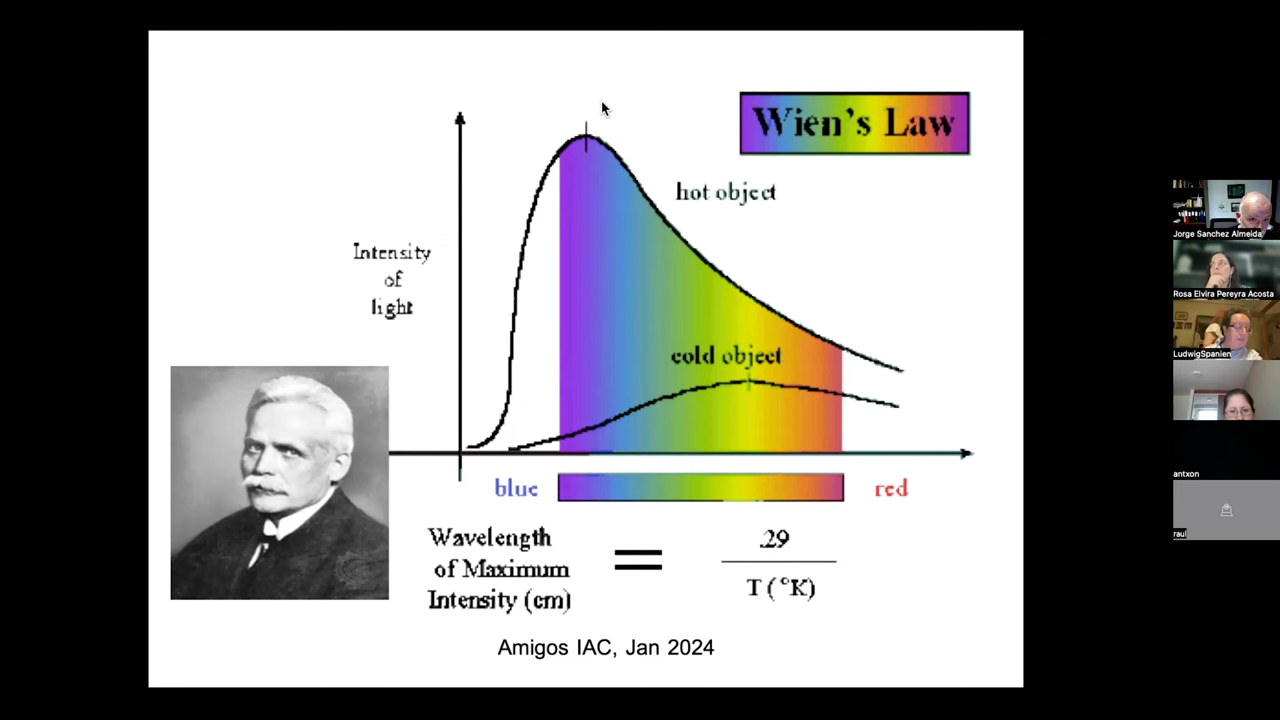 Wien's Law
hot object
Intensity
of
light
cold object
blue
red
Wavelength
of Maximum
Intensity (cm)
=
.29
T (°K)
Amigos IAC, Jan 2024
Jorge Sanchez Almeida
Rosa Elvira Pereyra Acosta
LudwigSpanien
antxon
raul